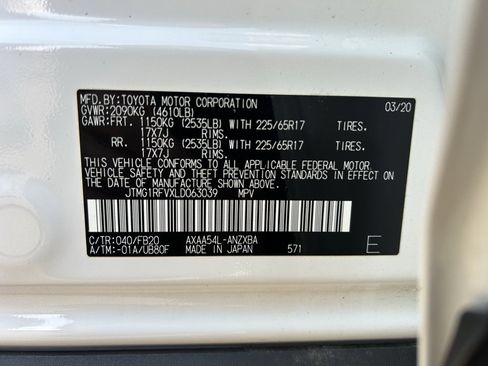 MFD.BY:TOYOTA MOTOR CORPORATION 03/20
GVWR:2090KG (4610LB)
GAWR:FRT. 1150KG (2535LB) WITH 225/65R17 TIRES.
17X7J RIMS.
RR. 1150KG (2535LB) WITH 225/65R17 TIRES.
17X7J RIMS.
THIS VEHICLE CONFORMS TO ALL APPLICABLE FEDERAL MOTOR
VEHICLE SAFETY AND THEFT PREVENTION STANDARDS IN EFFECT ON
THE DATE OF MANUFACTURE SHOWN ABOVE.
JTMG1RFVXLD063039 MPV
C/TR:040/FB20 AXAA54L-ANZXBA
A/TM:-01A/UB80F MADE IN JAPAN 571 E